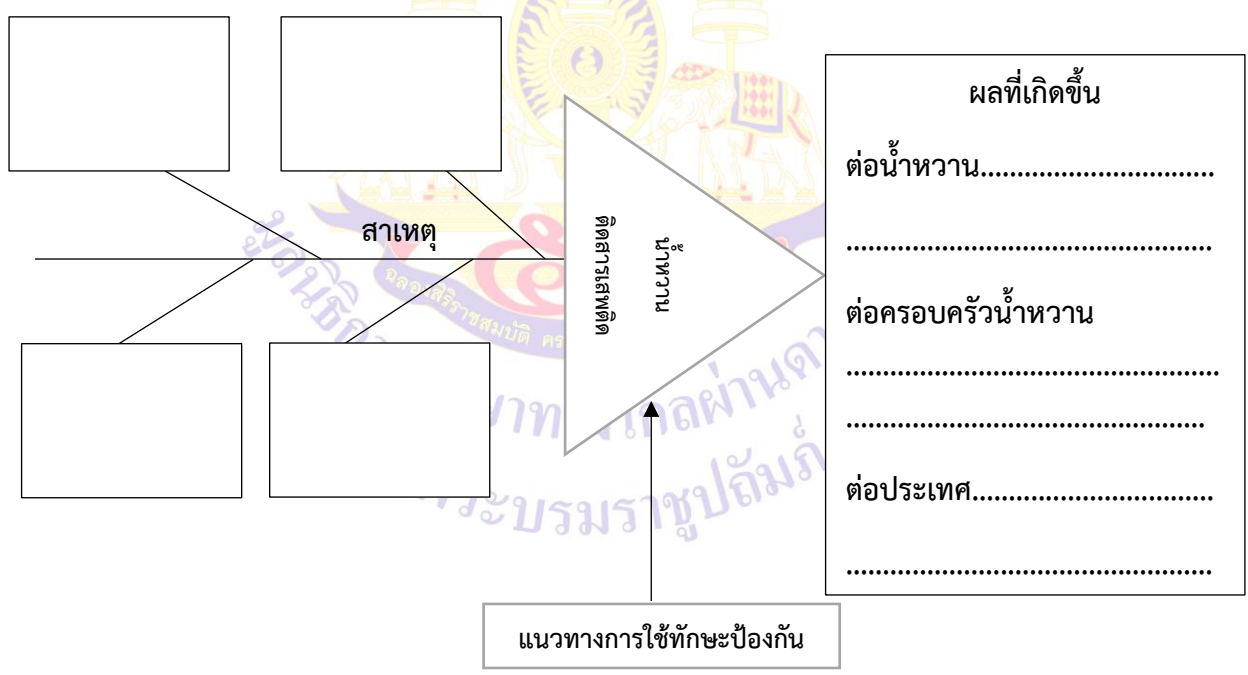 สาเหตุ
น้ำหวาน
ติดสารเสพติด
ผลที่เกิดขึ้น
ต่อน้ำหวาน................................
..................................................
ต่อครอบครัวน้ำหวาน
...................................................
.................................................
ต่อประเทศ.................................
..................................................
แนวทางการใช้ทักษะป้องกัน